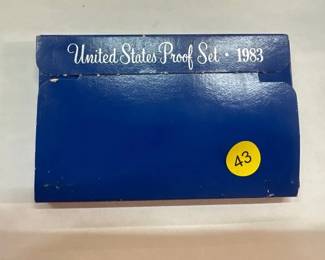 United States Proof Set · 1983
43